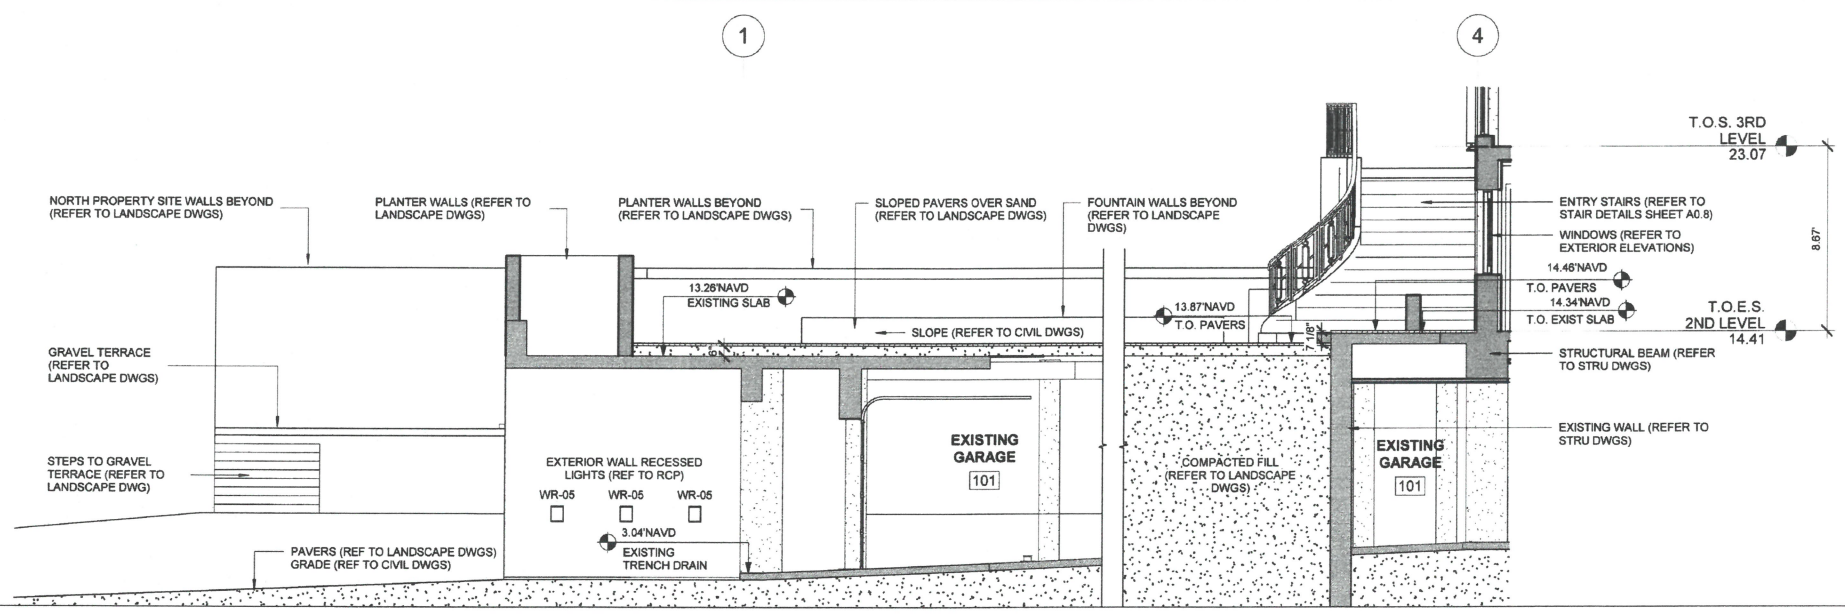 1
4
T.O.S. 3RD
LEVEL
23.07
NORTH PROPERTY SITE WALLS BEYOND
(REFER TO LANDSCAPE DWGS)
PLANTER WALLS (REFER TO
LANDSCAPE DWGS)
PLANTER WALLS BEYOND
(REFER TO LANDSCAPE DWGS)
SLOPED PAVERS OVER SAND
(REFER TO LANDSCAPE DWGS)
FOUNTAIN WALLS BEYOND
(REFER TO LANDSCAPE
DWGS)
ENTRY STAIRS (REFER TO
STAIR DETAILS SHEET A0.8)
WINDOWS (REFER TO
EXTERIOR ELEVATIONS)
8.67'
14.46'NAVD
T.O. PAVERS
14.34'NAVD
T.O. EXIST SLAB
13.26'NAVD
EXISTING SLAB
13.87'NAVD
T.O. PAVERS
SLOPE (REFER TO CIVIL DWGS)
T.O.E.S.
2ND LEVEL
14.41
6"
7 1/8"
GRAVEL TERRACE
(REFER TO
LANDSCAPE DWGS)
STRUCTURAL BEAM (REFER
TO STRU DWGS)
EXISTING WALL (REFER TO
STRU DWGS)
EXISTING
GARAGE
101
EXISTING
GARAGE
101
STEPS TO GRAVEL
TERRACE (REFER TO
LANDSCAPE DWG)
EXTERIOR WALL RECESSED
LIGHTS (REF TO RCP)
WR-05 WR-05 WR-05
COMPACTED FILL
(REFER TO LANDSCAPE
DWGS)
3.04'NAVD
EXISTING
TRENCH DRAIN
PAVERS (REF TO LANDSCAPE DWGS)
GRADE (REF TO CIVIL DWGS)